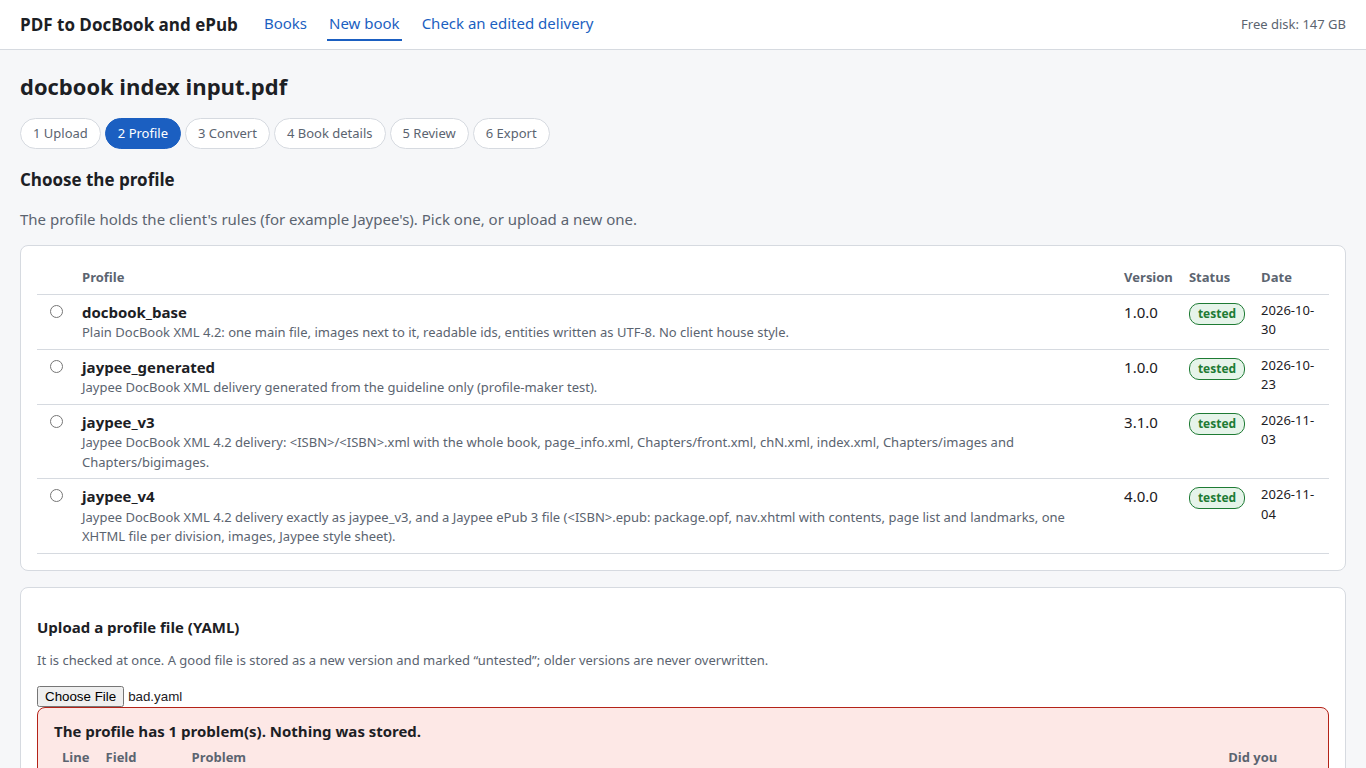 PDF to DocBook and ePub Books New book Check an edited delivery Free disk: 147 GB
docbook index input.pdf
1 Upload 2 Profile 3 Convert 4 Book details 5 Review 6 Export
Choose the profile
The profile holds the client's rules (for example Jaypee's). Pick one, or upload a new one.
Profile Version Status Date
docbook_base 1.0.0 tested 2026-10-
30
Plain DocBook XML 4.2: one main file, images next to it, readable ids, entities written as UTF-8. No client house style.
jaypee_generated 1.0.0 tested 2026-10-
23
Jaypee DocBook XML delivery generated from the guideline only (profile-maker test).
jaypee_v3 3.1.0 tested 2026-11-
03
Jaypee DocBook XML 4.2 delivery: <ISBN>/<ISBN>.xml with the whole book, page_info.xml, Chapters/front.xml, chN.xml, index.xml, Chapters/images and
Chapters/bigimages.
jaypee_v4 4.0.0 tested 2026-11-
04
Jaypee DocBook XML 4.2 delivery exactly as jaypee_v3, and a Jaypee ePub 3 file (<ISBN>.epub: package.opf, nav.xhtml with contents, page list and landmarks, one
XHTML file per division, images, Jaypee style sheet).
Upload a profile file (YAML)
It is checked at once. A good file is stored as a new version and marked “untested”; older versions are never overwritten.
Choose File bad.yaml
The profile has 1 problem(s). Nothing was stored.
Line Field Problem Did you